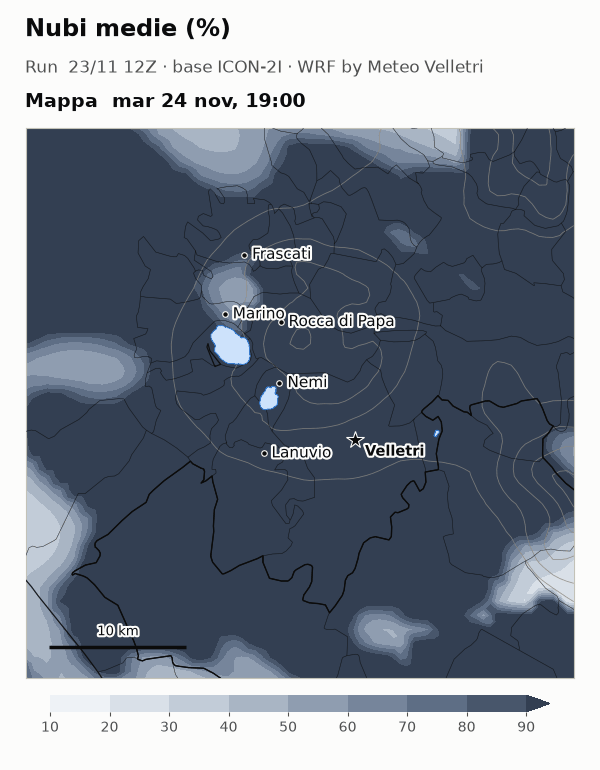 Nubi medie (%)
Run  23/11 12Z · base ICON-2I · WRF by Meteo Velletri
Mappa  mar 24 nov, 19:00
Frascati
Marino
Rocca di Papa
Nemi
Velletri
Lanuvio
10 km
10 20 30 40 50 60 70 80 90